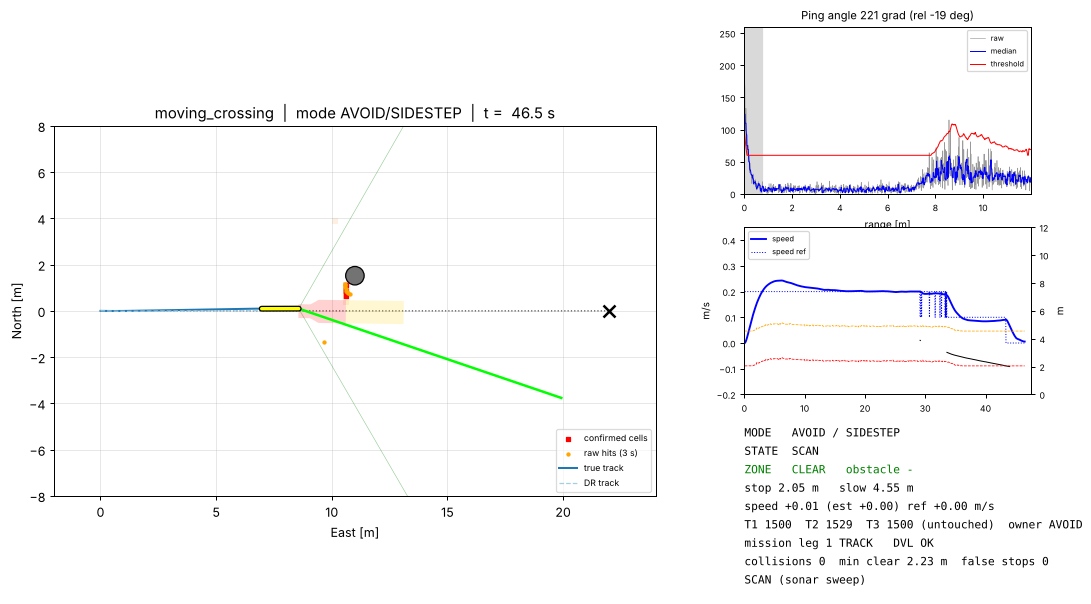 moving_crossing | mode AVOID/SIDESTEP | t = 46.5 s
8
6
4
2
0
−2
−4
−6
−8
North [m]
0
5
10
15
20
East [m]
confirmed cells
raw hits (3 s)
true track
DR track
Ping angle 221 grad (rel -19 deg)
250
200
150
100
50
0
raw
median
threshold
0
2
4
6
8
10
range [m]
0.4
0.3
0.2
0.1
0.0
−0.1
−0.2
m/s
speed
speed ref
12
10
8
6
4
2
0
m
0
10
20
30
40
MODE AVOID / SIDESTEP
STATE SCAN
ZONE CLEAR obstacle -
stop 2.05 m slow 4.55 m
speed +0.01 (est +0.00) ref +0.00 m/s
T1 1500 T2 1529 T3 1500 (untouched) owner AVOID
mission leg 1 TRACK DVL OK
collisions 0 min clear 2.23 m false stops 0
SCAN (sonar sweep)